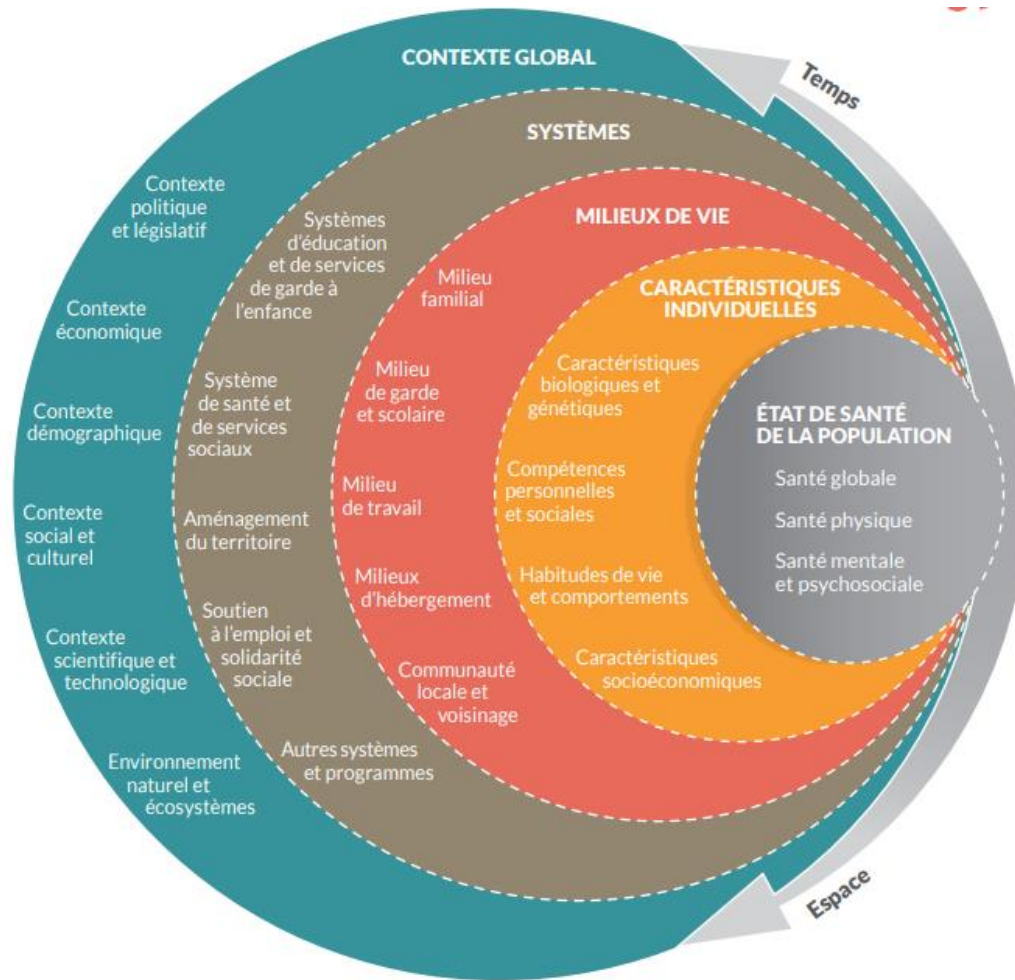 CONTEXTE GLOBAL
Contexte
politique
et législatif
Contexte
économique
Contexte
démographique
Contexte
social et
culturel
Contexte
scientifique et
technologique
Environnement
naturel et
écosystèmes
SYSTÈMES
Systèmes
d'éducation
et de services
de garde à
l'enfance
Système
de santé et
de services
sociaux
Aménagement
du territoire
Soutien
à l'emploi et
solidarité
sociale
Autres systèmes
et programmes
MILIEUX DE VIE
Milieu
familial
Milieu
de garde
et scolaire
Milieu
de travail
Milieux
d'hébergement
Communauté
locale et
voisinage
CARACTÉRISTIQUES
INDIVIDUELLES
Caractéristiques
biologiques et
génétiques
Compétences
personnelles
et sociales
Habitudes de vie
et comportements
Caractéristiques
socioéconomiques
ÉTAT DE SANTÉ
DE LA POPULATION
Santé globale
Santé physique
Santé mentale
et psychosociale
Temps
Espace